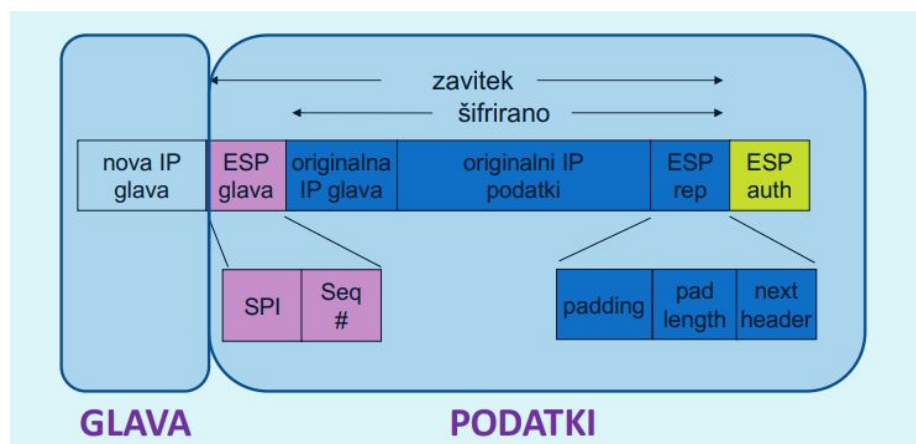 zavitek
šifrirano
nova IP
glava
ESP
glava
originalna
IP glava
originalni IP
podatki
ESP
rep
ESP
auth
SPI
Seq
#
padding
pad
length
next
header
GLAVA
PODATKI